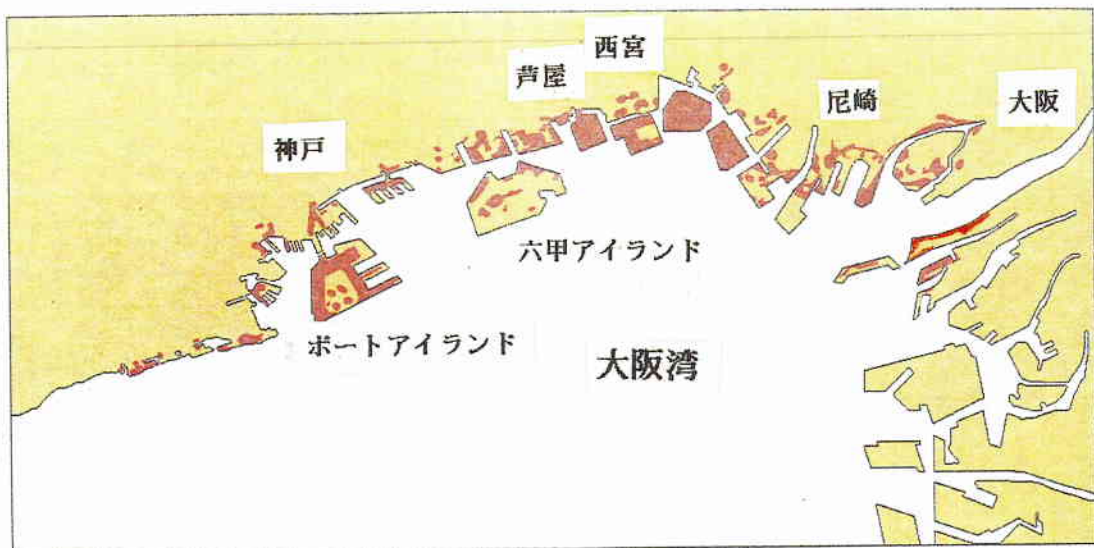 西宮
芦屋
尼崎
大阪
神戸
六甲アイランド
ポートアイランド
大阪湾